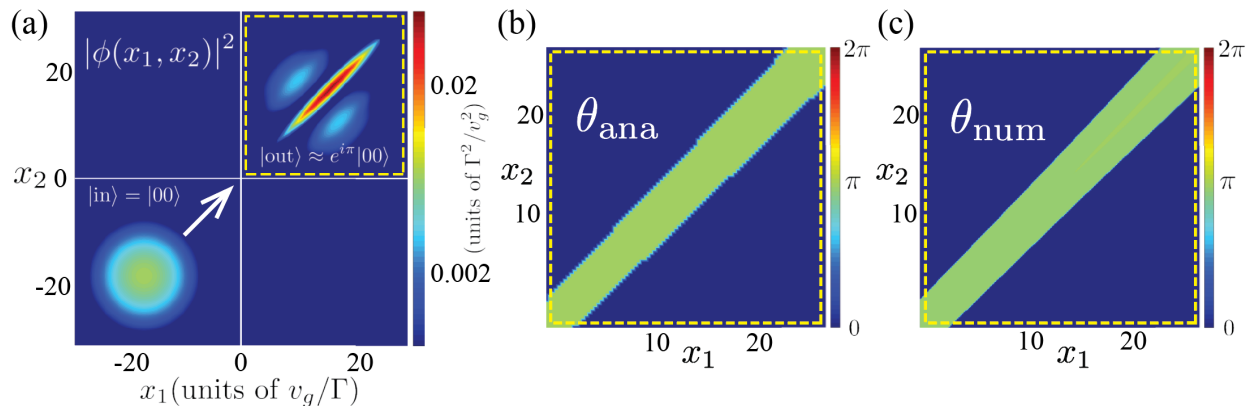 (a)
|ϕ(x₁, x₂)|²
20
x₂ 0
-20
|in⟩ = |00⟩
|out⟩ ≈ e^{iπ}|00⟩
-20 0 20
x₁(units of v_g/Γ)
0.02
0.002
(units of Γ²/v_g²)
(b)
θ_ana
20
x₂
10
10 20
x₁
2π
π
0
(c)
θ_num
20
x₂
10
10 20
x₁
2π
π
0